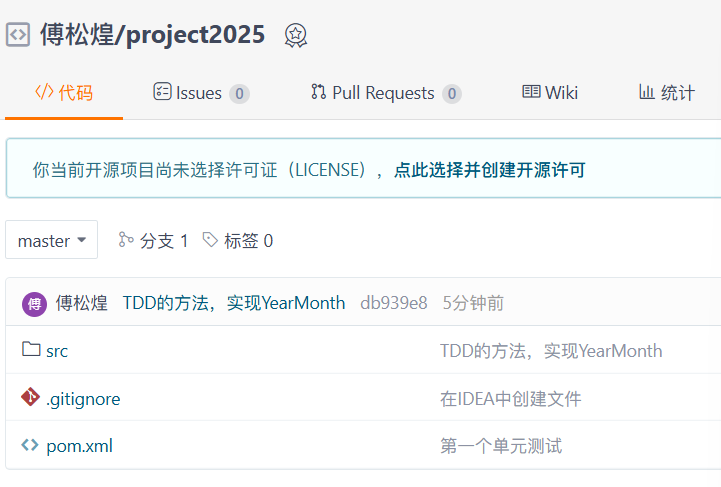 傅松煌/project2025
代码 Issues 0 Pull Requests 0 Wiki 统计
你当前开源项目尚未选择许可证（LICENSE），点此选择并创建开源许可
master 分支 1 标签 0
傅 傅松煌 TDD的方法，实现YearMonth db939e8 5分钟前
src TDD的方法，实现YearMonth
.gitignore 在IDEA中创建文件
pom.xml 第一个单元测试